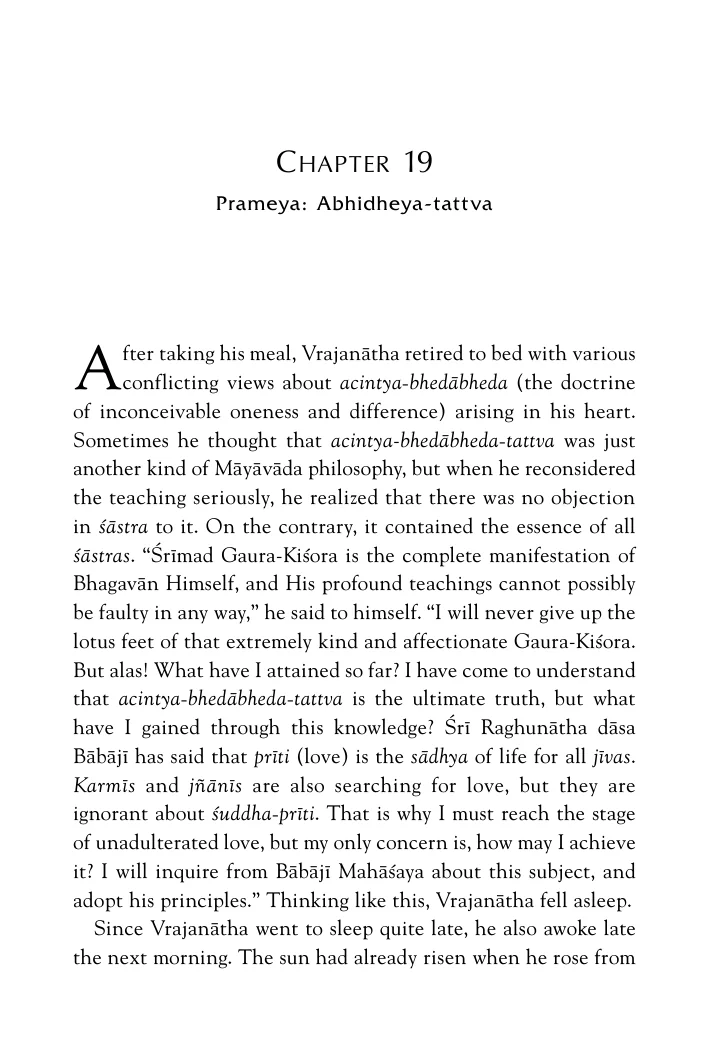 Chapter 19
Prameya: Abhidheya-tattva
After taking his meal, Vrajanātha retired to bed with various
conflicting views about acintya-bhedābheda (the doctrine
of inconceivable oneness and difference) arising in his heart.
Sometimes he thought that acintya-bhedābheda-tattva was just
another kind of Māyāvāda philosophy, but when he reconsidered
the teaching seriously, he realized that there was no objection
in śāstra to it. On the contrary, it contained the essence of all
śāstras. “Śrīmad Gaura-Kiśora is the complete manifestation of
Bhagavān Himself, and His profound teachings cannot possibly
be faulty in any way,” he said to himself. “I will never give up the
lotus feet of that extremely kind and affectionate Gaura-Kiśora.
But alas! What have I attained so far? I have come to understand
that acintya-bhedābheda-tattva is the ultimate truth, but what
have I gained through this knowledge? Śrī Raghunātha dāsa
Bābājī has said that prīti (love) is the sādhya of life for all jīvas.
Karmīs and jñānīs are also searching for love, but they are
ignorant about śuddha-prīti. That is why I must reach the stage
of unadulterated love, but my only concern is, how may I achieve
it? I will inquire from Bābājī Mahāśaya about this subject, and
adopt his principles.” Thinking like this, Vrajanātha fell asleep.
Since Vrajanātha went to sleep quite late, he also awoke late
the next morning. The sun had already risen when he rose from